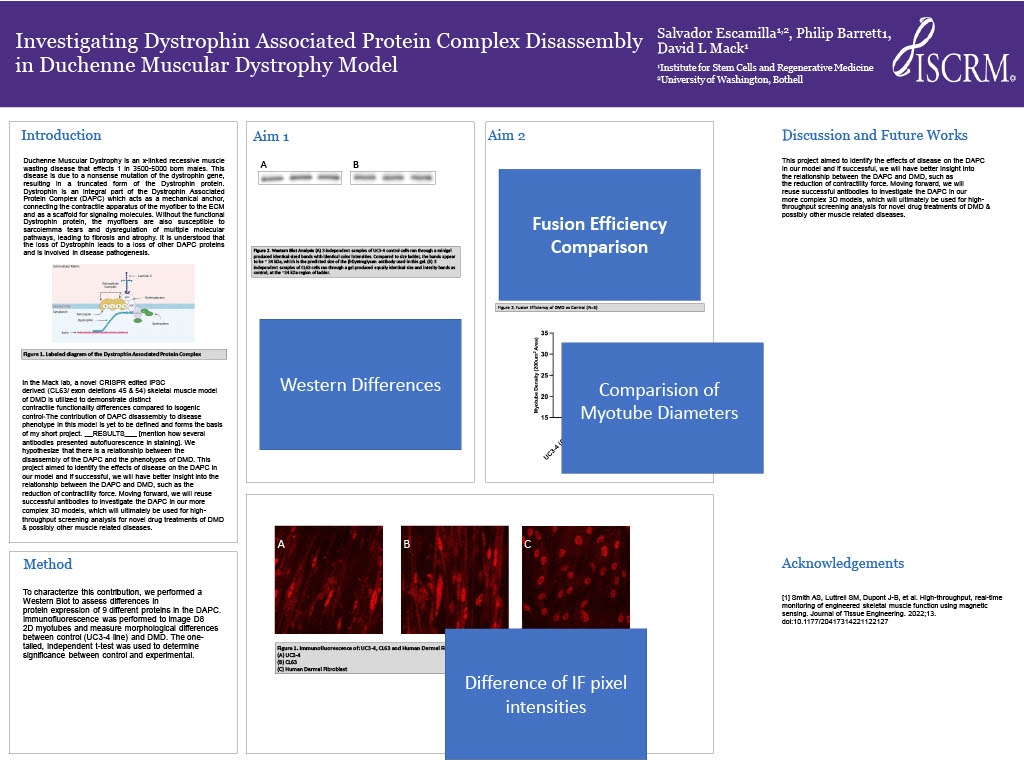 Investigating Dystrophin Associated Protein Complex Disassembly
in Duchenne Muscular Dystrophy Model
Salvador Escamilla¹,², Philip Barrett1,
David L Mack¹
¹Institute for Stem Cells and Regenerative Medicine
²University of Washington, Bothell
ISCRM
Introduction
Duchenne Muscular Dystrophy is an x-linked recessive muscle
wasting disease that effects 1 in 3500-5000 born males. This
disease is due to a nonsense mutation of the dystrophin gene,
resulting in a truncated form of the Dystrophin protein.
Dystrophin is an integral part of the Dystrophin Associated
Protein Complex (DAPC) which acts as a mechanical anchor,
connecting the contractile apparatus of the myofiber to the ECM
and as a scaffold for signaling molecules. Without the functional
Dystrophin protein, the myofibers are also susceptible to
sarcolemma tears and dysregulation of multiple molecular
pathways, leading to fibrosis and atrophy. It is understood that
the loss of Dystrophin leads to a loss of other DAPC proteins
and is involved in disease pathogenesis.
Extracellular Matrix
Laminin 2
Sarcoglycan
Complex
Dystroglycans
Cytoplasm
Dystrophin
Syntrophins
Actin
Figure 1. Labeled diagram of the Dystrophin Associated Protein Complex
In the Mack lab, a novel CRISPR edited IPSC
derived (CL63/ exon deletions 45 & 54) skeletal muscle model
of DMD is utilized to demonstrate distinct
contractile functionality differences compared to isogenic
control-The contribution of DAPC disassembly to disease
phenotype in this model is yet to be defined and forms the basis
of my short project. __RESULTS___ [mention how several
antibodies presented autofluorescence in staining]. We
hypothesize that there is a relationship between the
disassembly of the DAPC and the phenotypes of DMD. This
project aimed to identify the effects of disease on the DAPC in
our model and if successful, we will have better insight into the
relationship between the DAPC and DMD, such as the
reduction of contractility force. Moving forward, we will reuse
successful antibodies to investigate the DAPC in our more
complex 3D models, which will ultimately be used for high-
throughput screening analysis for novel drug treatments of DMD
& possibly other muscle related diseases.
Method
To characterize this contribution, we performed a
Western Blot to assess differences in
protein expression of 9 different proteins in the DAPC.
Immunofluorescence was performed to image D8
2D myotubes and measure morphological differences
between control (UC3-4 line) and DMD. The one-
tailed, independent t-test was used to determine
significance between control and experimental.
Aim 1
A
B
Figure 2. Western Blot Analysis (A) 3 independent samples of UC3-4 control cells ran through a minigel
produced identical sized bands with identical color intensities. Compared to size ladder, the bands appear
to be ~ 34 kDa, which is the predicted size of the antibody used in this gel. (B) 3
independent samples of CL63 cells ran through a gel produced equally identical size and intensity bands as
control, at the ~34 kDa region of ladder.
Western Differences
Aim 2
Fusion Efficiency
Comparison
Figure 3. Fusion Efficiency of DMD vs Control (N=3)
Myotube Density (200um² Area)
35
30
25
20
15
UC3-4
Comparision of
Myotube Diameters
A
B
C
Figure 1. Immunofluorescence of: UC3-4, CL63 and Human Dermal
(A) UC3-4
(B) CL63
(C) Human Dermal Fibroblast
Difference of IF pixel
intensities
Discussion and Future Works
This project aimed to identify the effects of disease on the DAPC
in our model and if successful, we will have better insight into
the relationship between the DAPC and DMD, such as
the reduction of contractility force. Moving forward, we will
reuse successful antibodies to investigate the DAPC in our
more complex 3D models, which will ultimately be used for high-
throughput screening analysis for novel drug treatments of DMD &
possibly other muscle related diseases.
Acknowledgements
[1] Smith AS, Luttrell SM, Dupont J-B, et al. High-throughput, real-time
monitoring of engineered skeletal muscle function using magnetic
sensing. Journal of Tissue Engineering. 2022;13.
doi:10.1177/20417314221122127